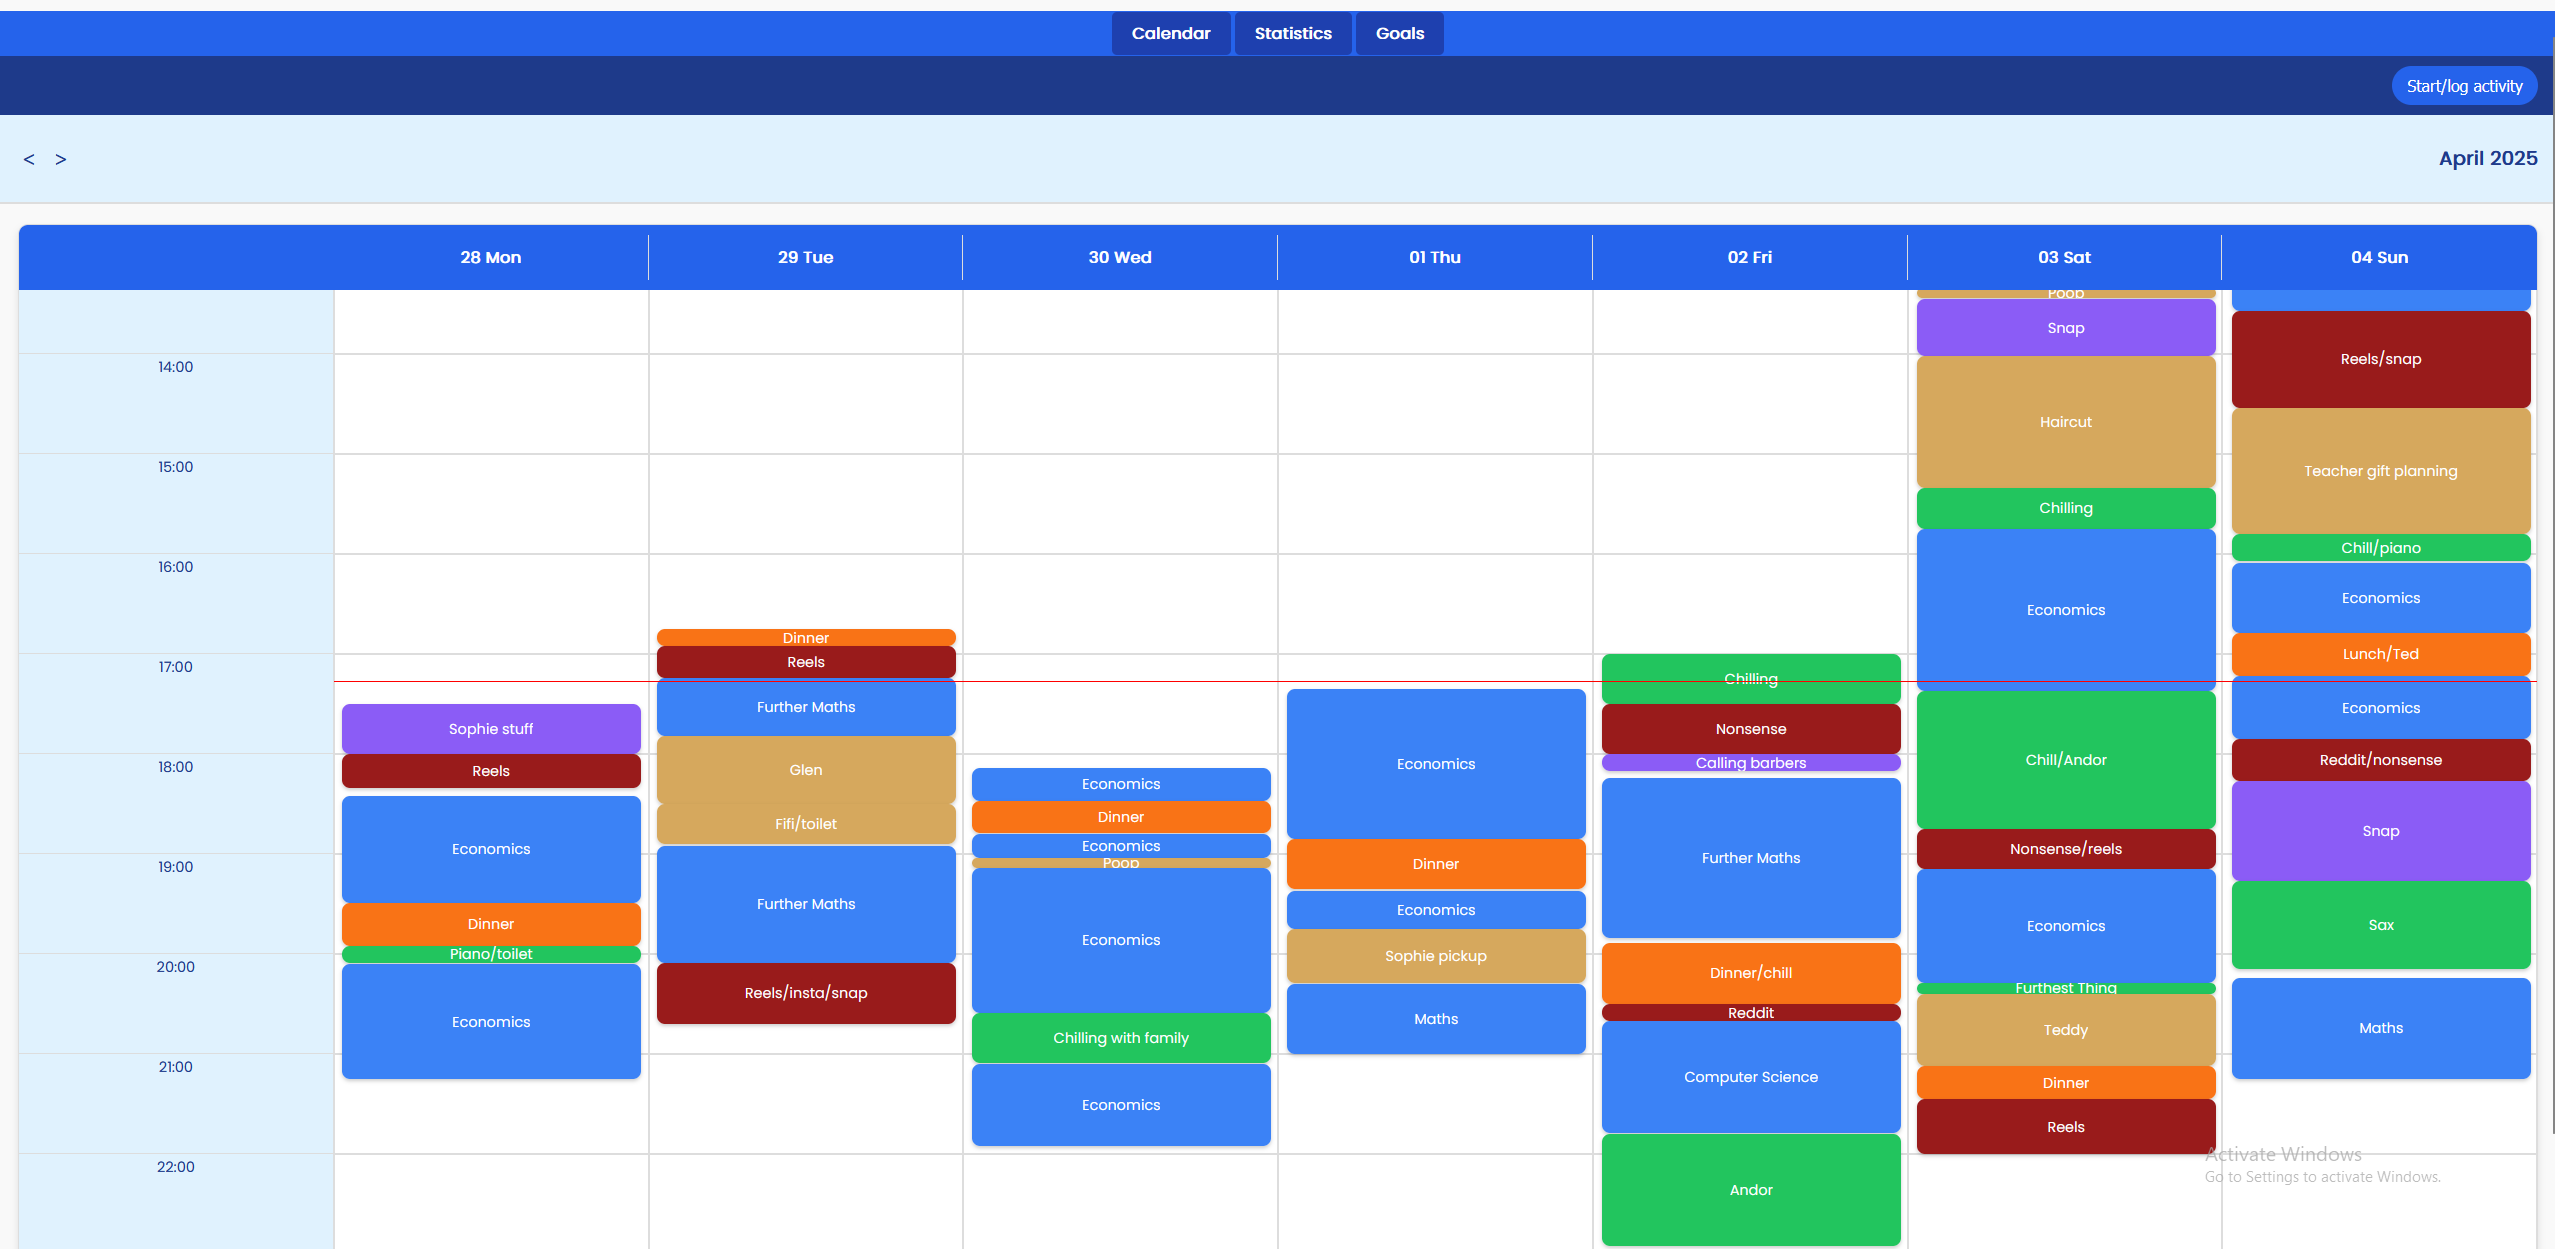 Calendar
Statistics
Goals
Start/log activity
< >
April 2025
28 Mon
29 Tue
30 Wed
01 Thu
02 Fri
03 Sat
04 Sun
14:00
15:00
16:00
17:00
18:00
19:00
20:00
21:00
22:00
Sophie stuff
Reels
Economics
Dinner
Piano/toilet
Economics
Dinner
Reels
Further Maths
Glen
Fifi/toilet
Further Maths
Reels/insta/snap
Economics
Dinner
Economics
Poop
Economics
Chilling with family
Economics
Economics
Dinner
Economics
Sophie pickup
Maths
Chilling
Nonsense
Calling barbers
Further Maths
Dinner/chill
Reddit
Computer Science
Andor
Poop
Snap
Haircut
Chilling
Economics
Chill/Andor
Nonsense/reels
Economics
Furthest Thing
Teddy
Dinner
Reels
Reels/snap
Teacher gift planning
Chill/piano
Economics
Lunch/Ted
Economics
Reddit/nonsense
Snap
Sax
Maths
Activate Windows
Go to Settings to activate Windows.